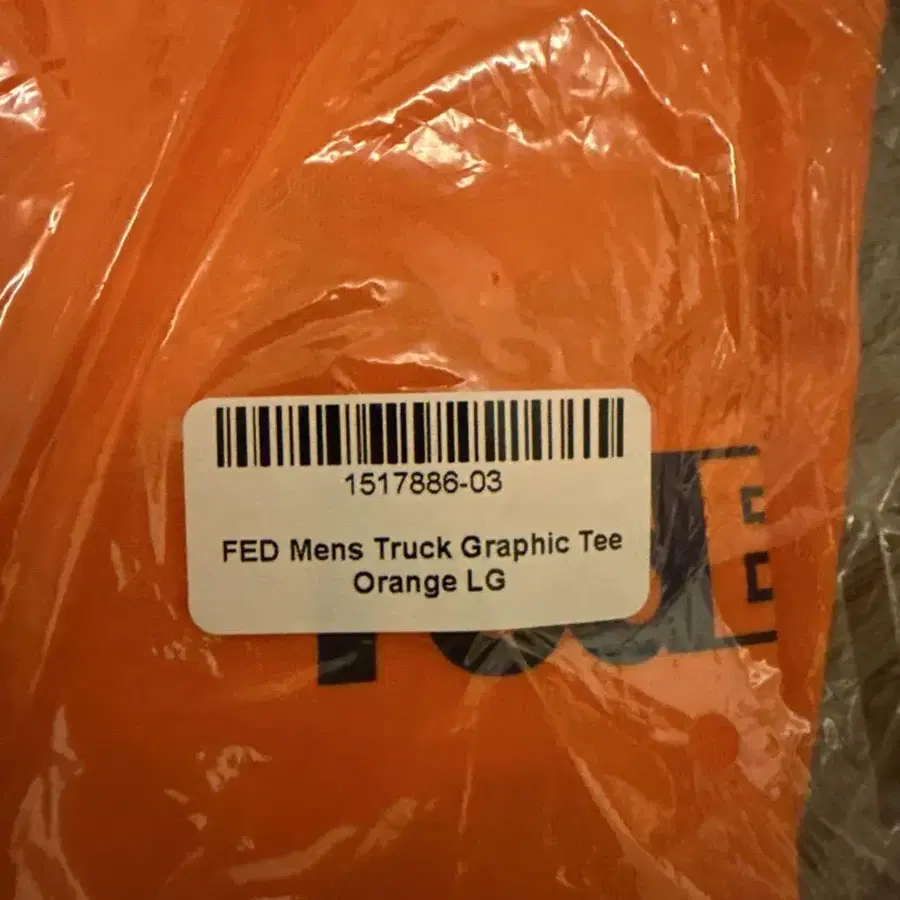 1517886-03
FED Mens Truck Graphic Tee
Orange LG